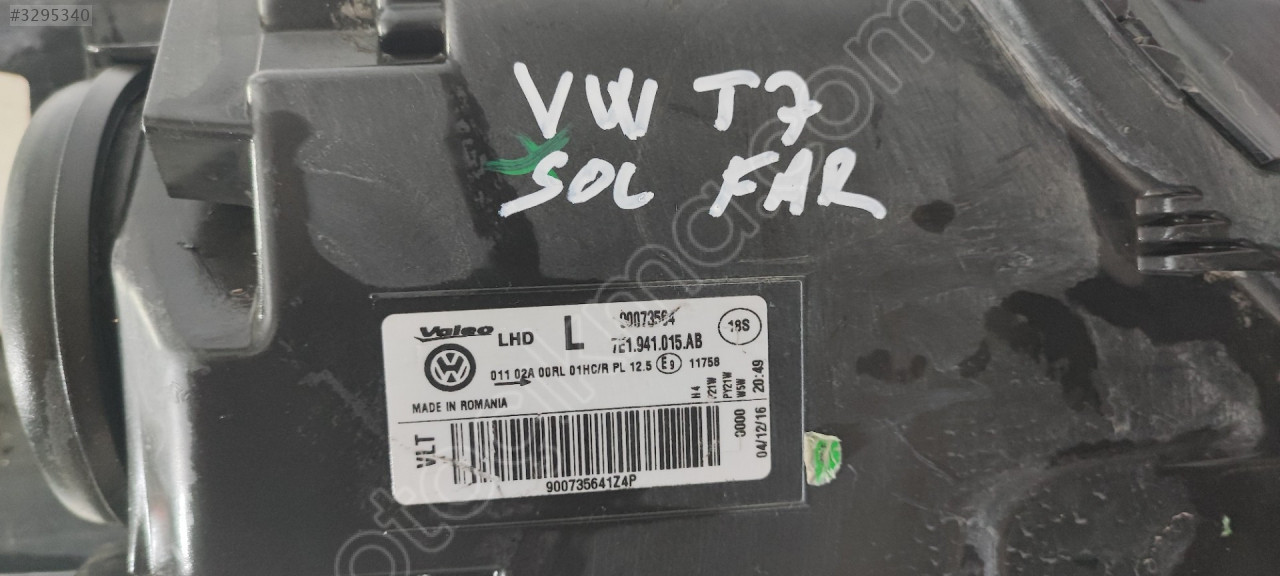 #3295340
VW T7
SOL FAR
Valeo LHD L 90073564 18S
7E1.941.015.AB
011 02A 00RL 01HC/R PL 12.5 E9 11758
MADE IN ROMANIA
H4
P21W
PY21W
W5W
0000
04/12/16 20:49
VLT
900735641Z4P